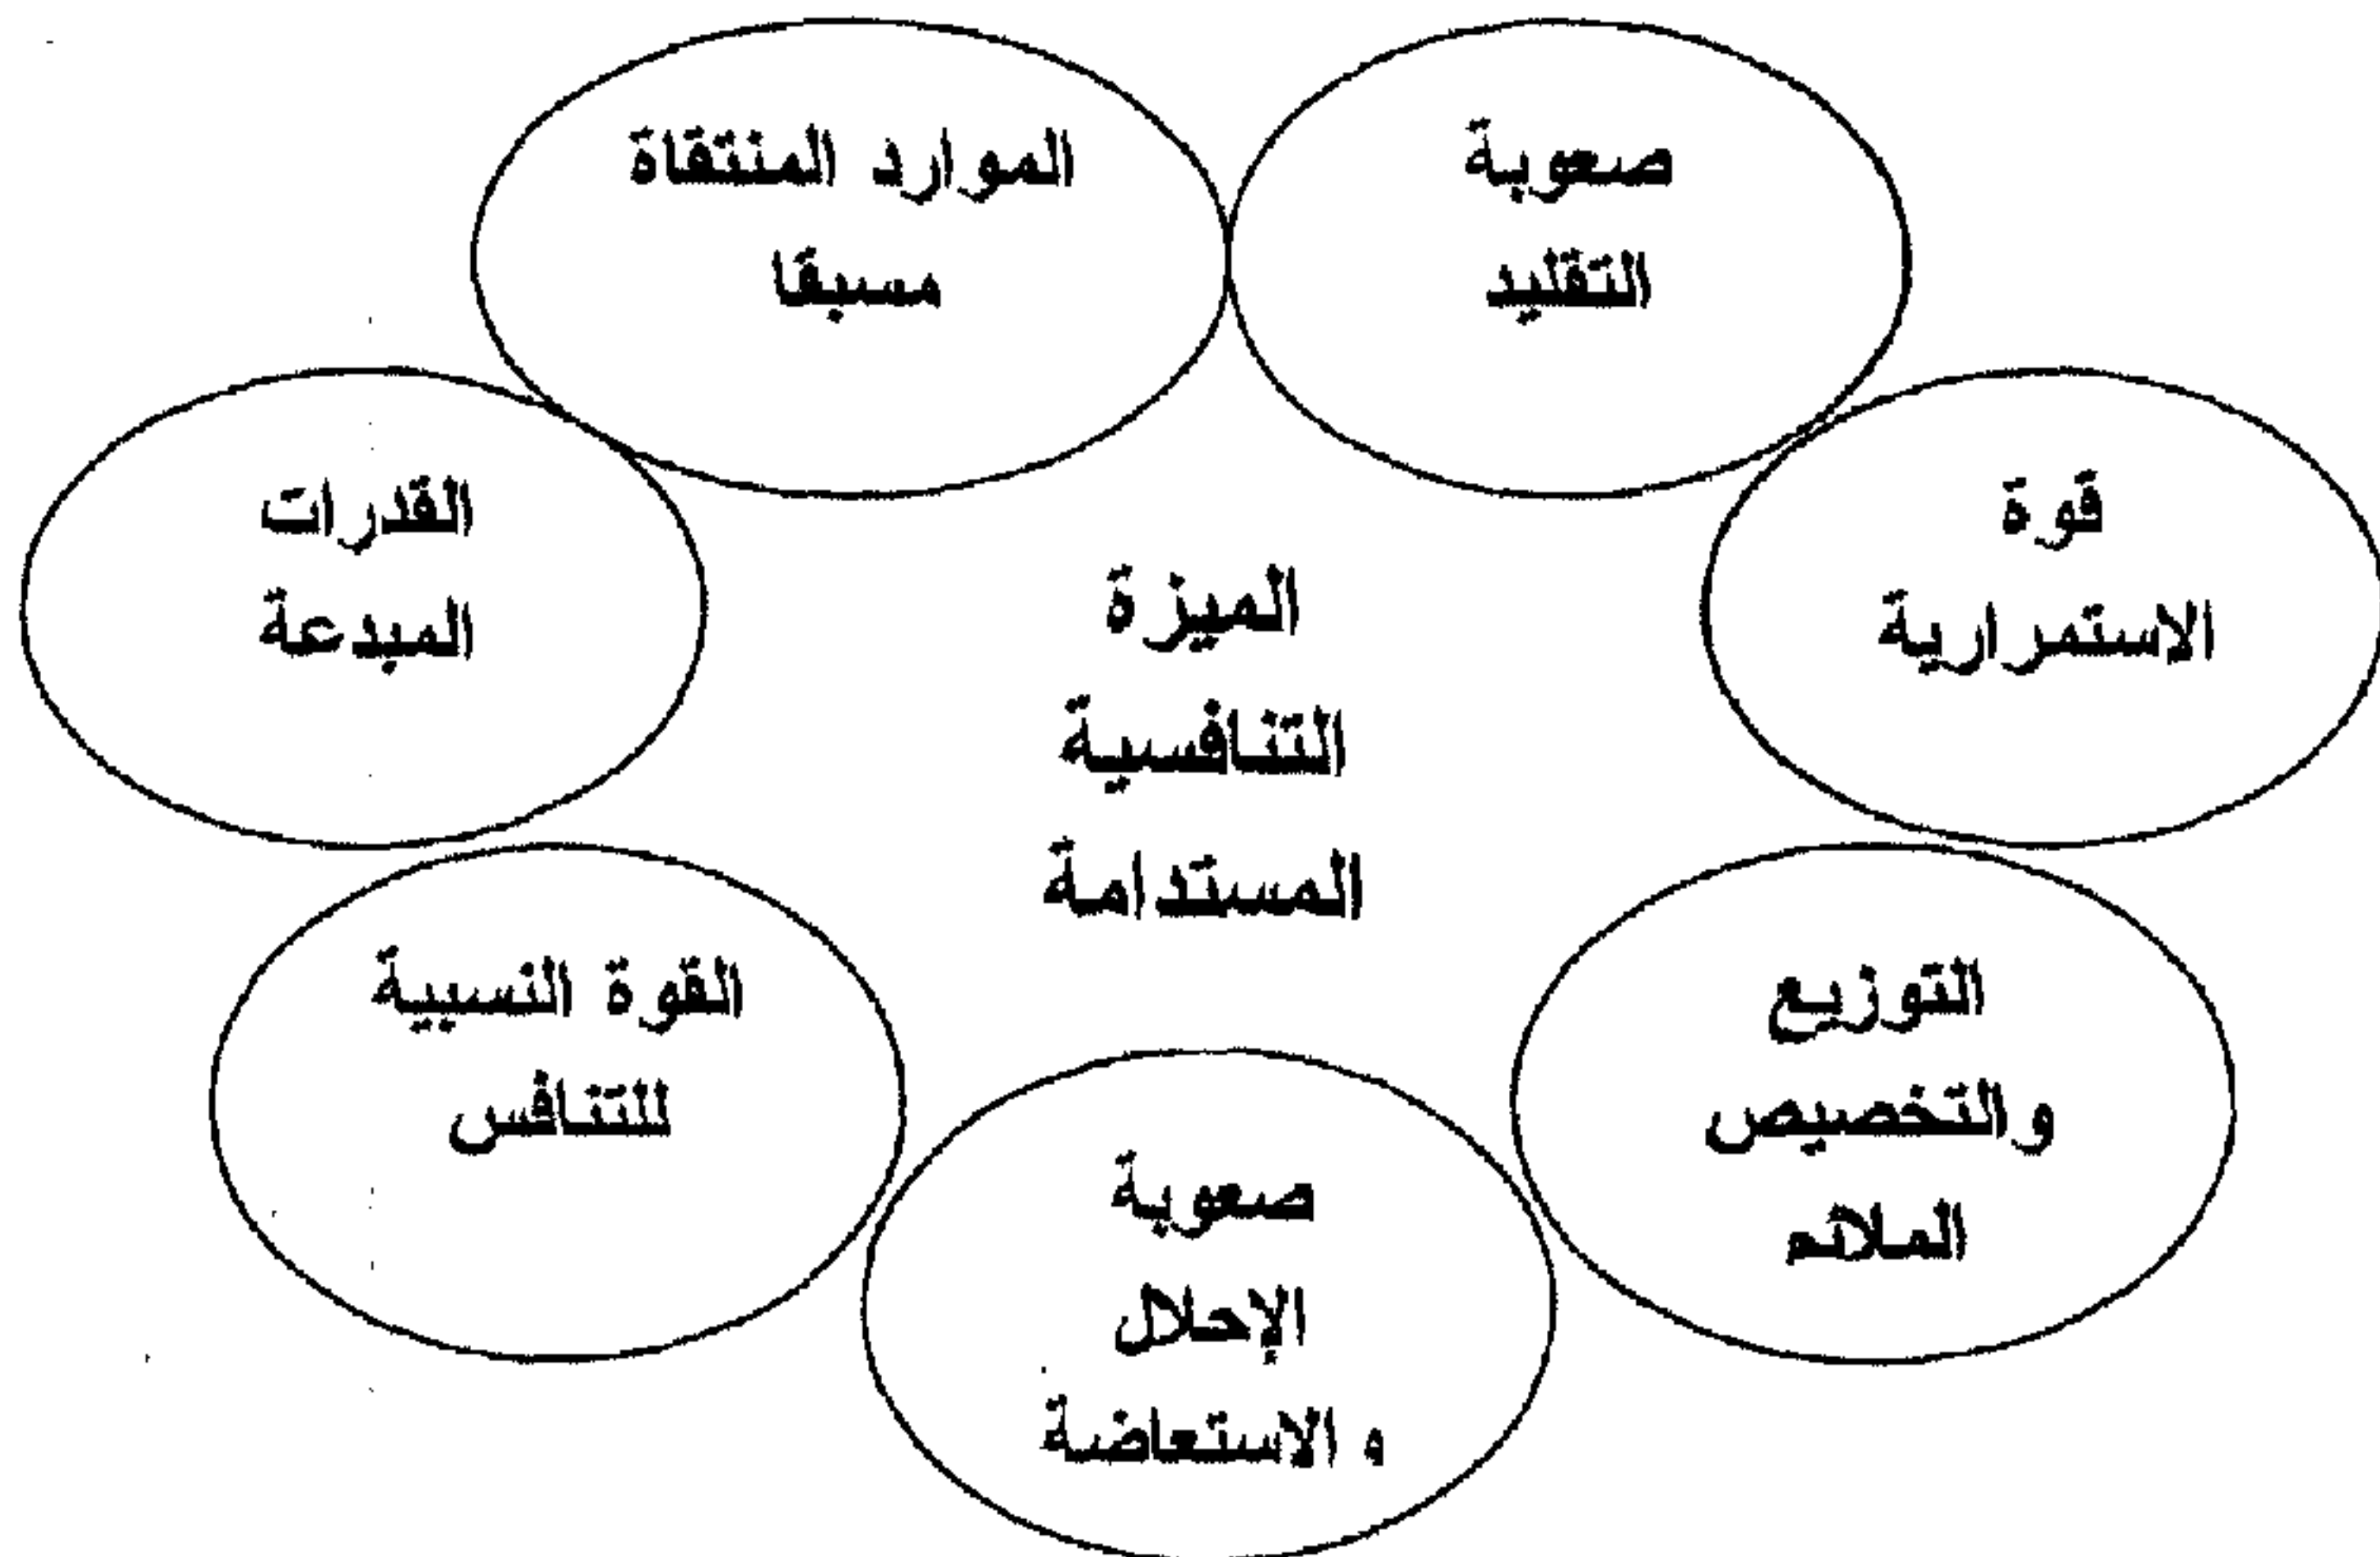 صعوبة
التقليد
الموارد المنتقاة
مسبقا
قوة
الاستمرارية
القدرات
المبدعة
الميزة
التنافسية
المستدامة
التوزيع
والتخصيص
الملائم
القوة النسبية
للتنافس
صعوبة
الإحلال
والاستعاضة